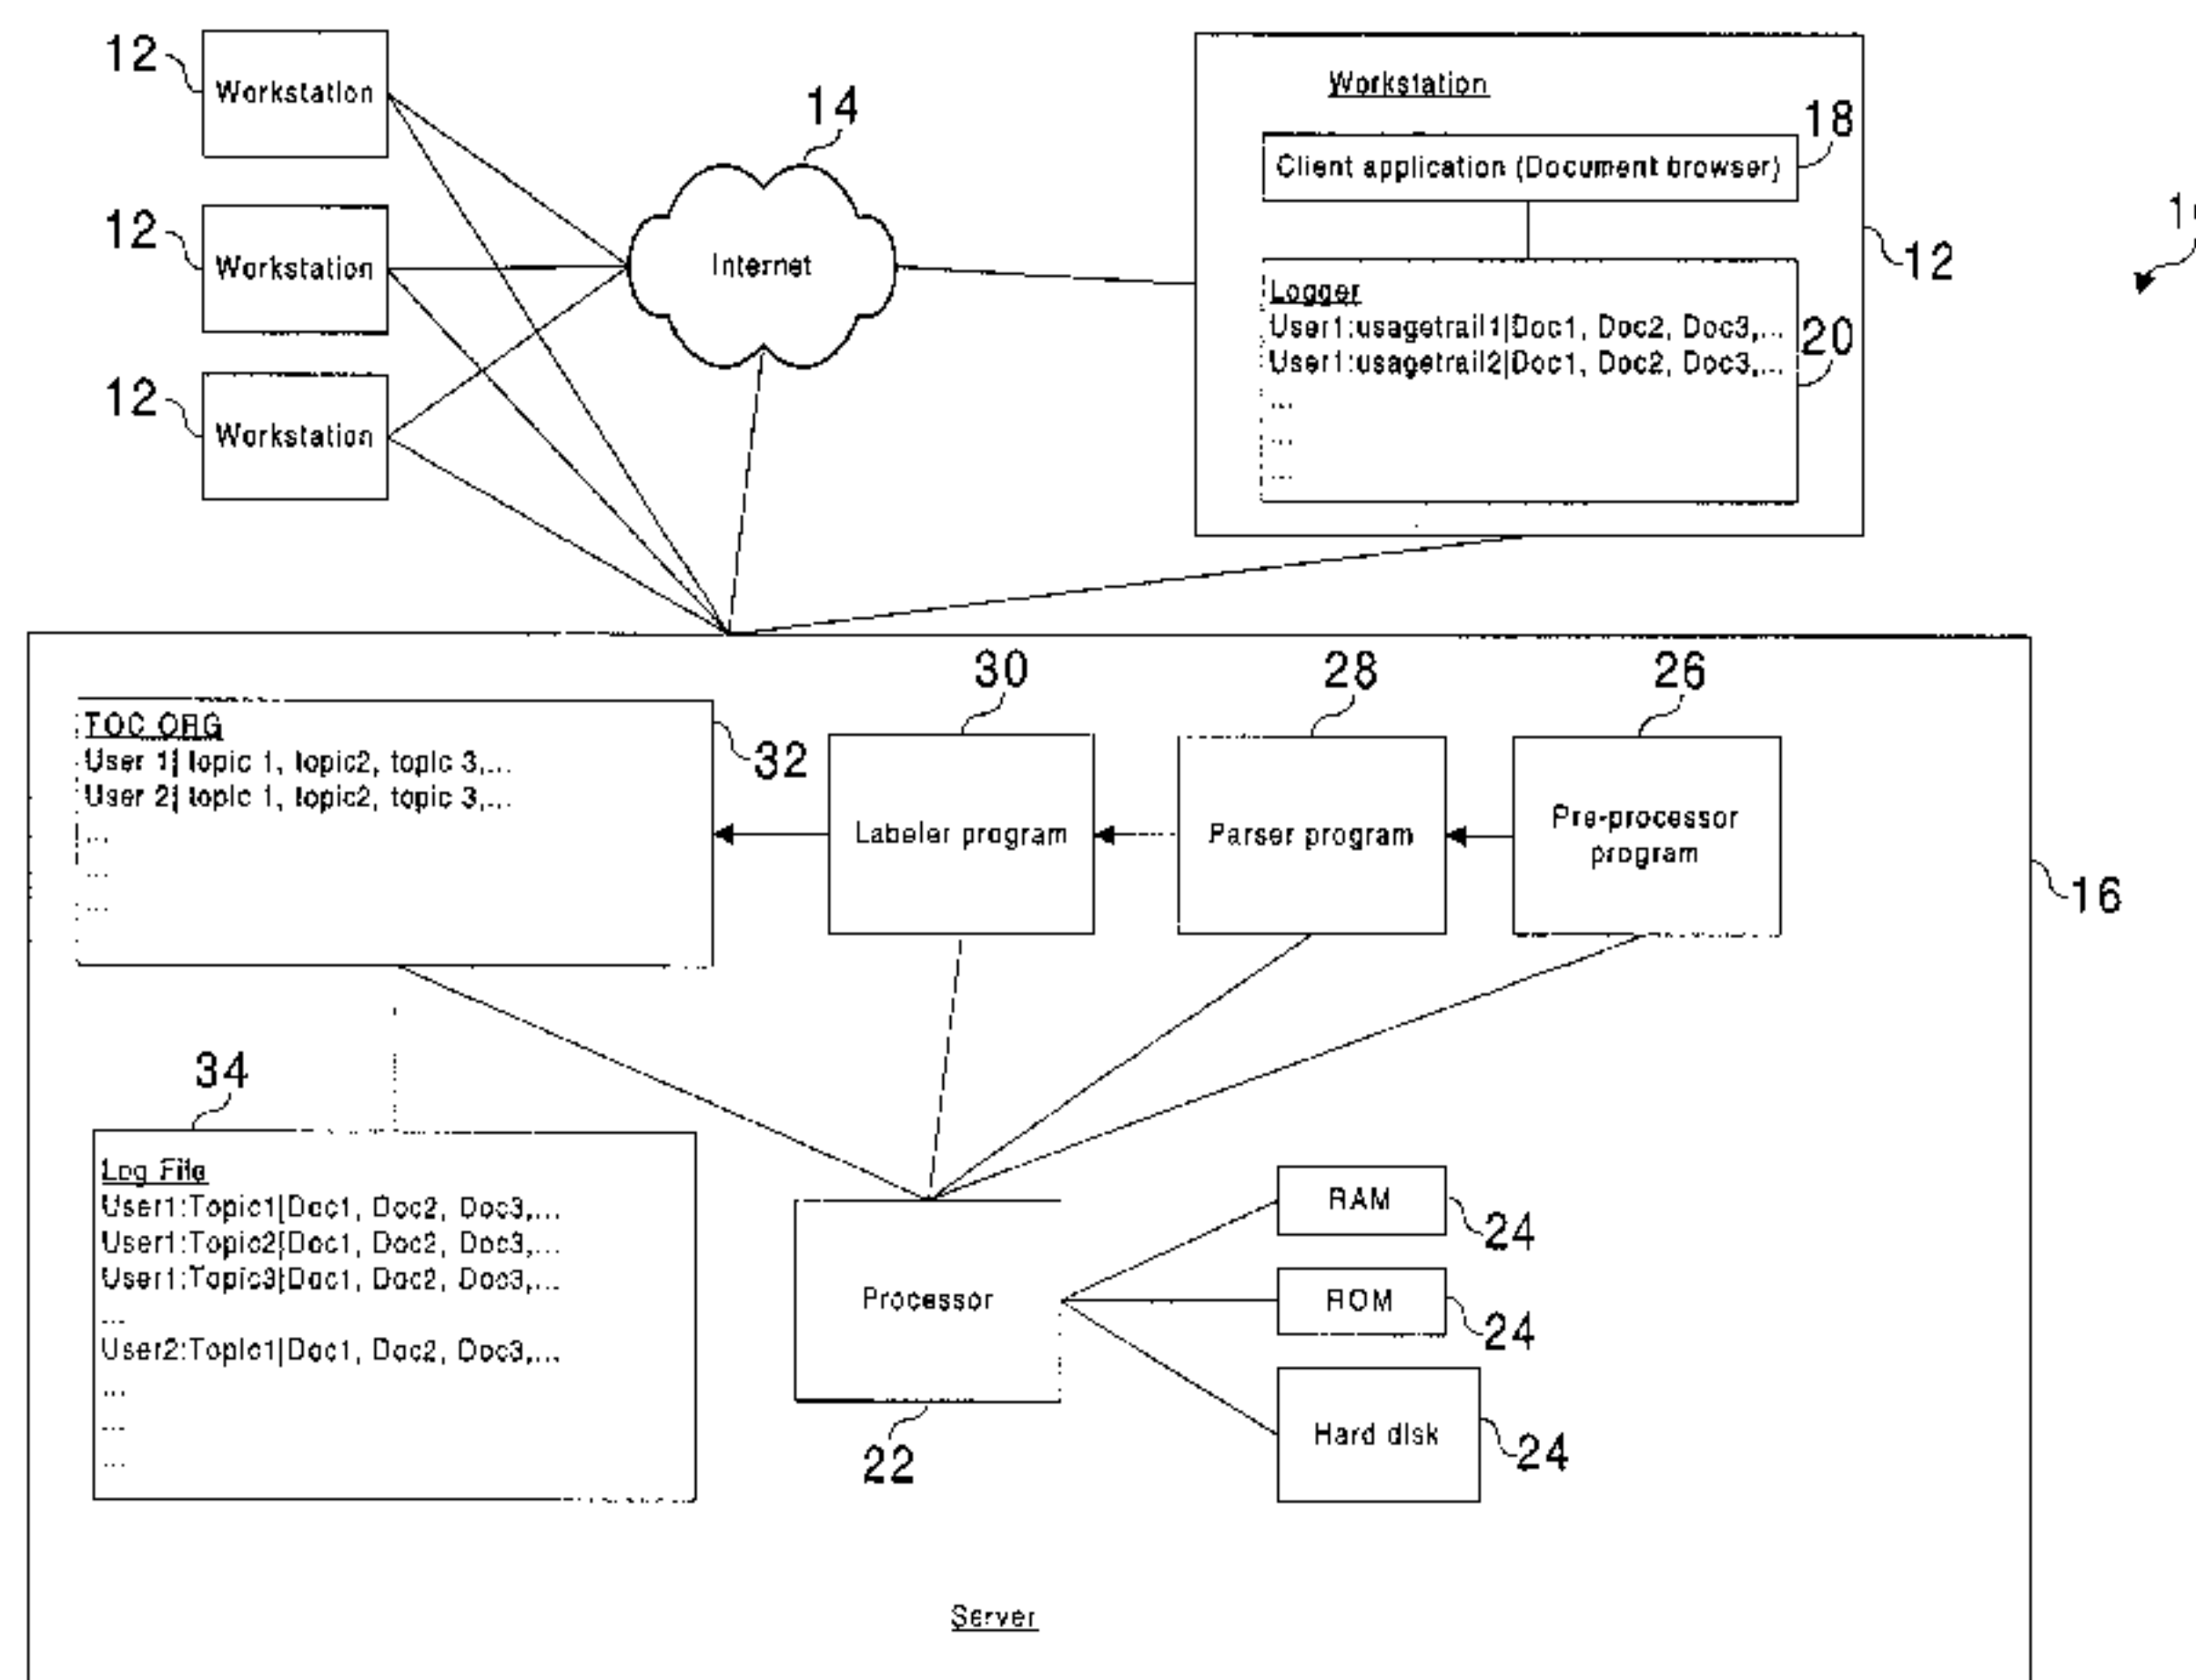 12
Workstation
12
Workstation
12
Workstation
14
Internet
Workstation
18
Client application (Document browser)
12
Logger
User1:usagetrail1|Doc1, Doc2, Doc3,...
User1:usagetrail2|Doc1, Doc2, Doc3,...
...
...
...
20
30
28
26
TOC ORG
User 1| topic 1, topic2, topic 3,...
User 2| topic 1, topic2, topic 3,...
...
...
...
32
Labeler program
Parser program
Pre-processor
program
16
34
Log File
User1:Topic1|Doc1, Doc2, Doc3,...
User1:Topic2|Doc1, Doc2, Doc3,...
User1:Topic3|Doc1, Doc2, Doc3,...
...
User2:Topic1|Doc1, Doc2, Doc3,...
...
...
...
Processor
22
RAM
24
ROM
24
Hard disk
24
Server